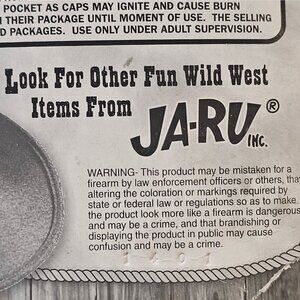 POCKET AS CAPS MAY IGNITE AND CAUSE BURN
THEIR PACKAGE UNTIL MOMENT OF USE. THE SELLING
PACKAGES. USE ONLY UNDER ADULT SUPERVISION.
Look For Other Fun Wild West
Items From
JA-RU®
INC.
WARNING- This product may be mistaken for a
firearm by law enforcement officers or others, tha
altering the coloration or markings required by
state or federal law or regulations so as to make
the product look more like a firearm is dangerous
and may be a crime, and that brandishing or
displaying the product in public may cause
confusion and may be a crime.